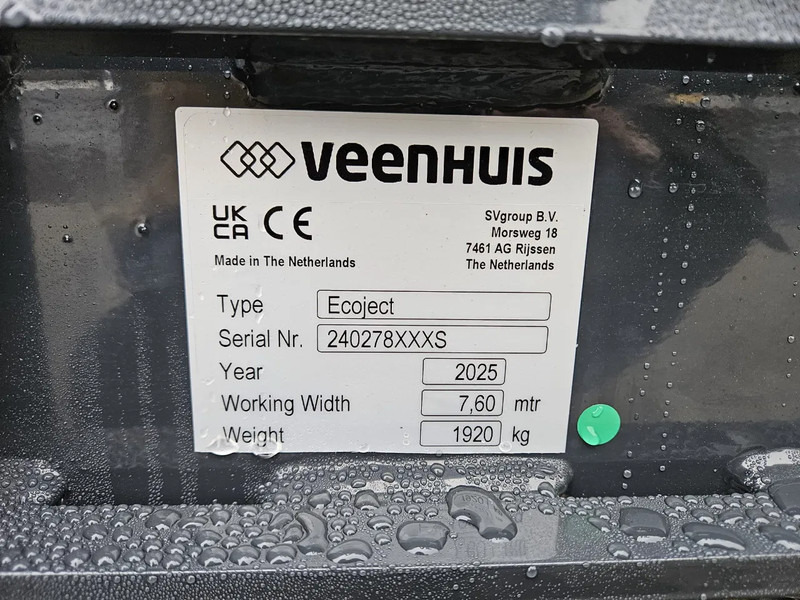 veenHUIS
UK
CA CE
SVgroup B.V.
Morsweg 18
7461 AG Rijssen
The Netherlands
Made in The Netherlands
Type Ecoject
Serial Nr. 240278XXXS
Year 2025
Working Width 7,60 mtr
Weight 1920 kg